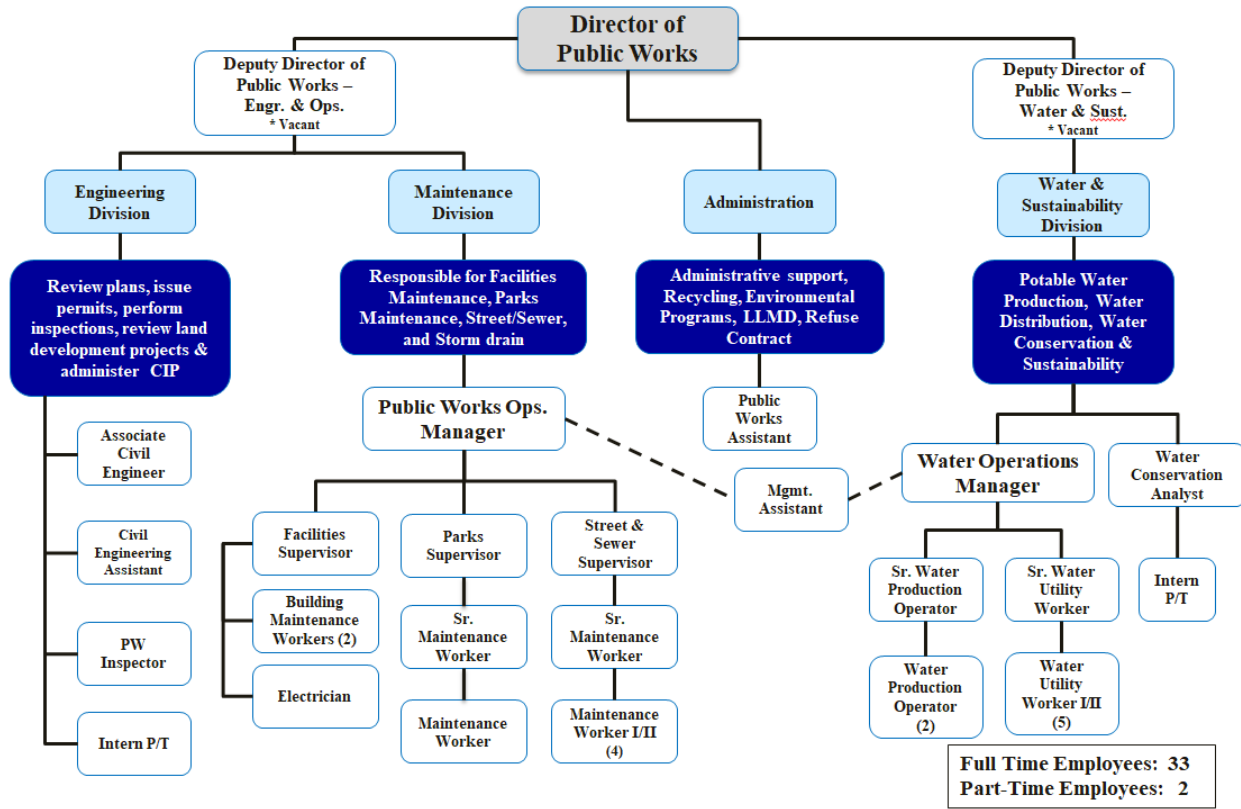 Director of
Public Works
Deputy Director of
Public Works –
Engr. & Ops.
* Vacant
Deputy Director of
Public Works –
Water & Sust.
* Vacant
Engineering
Division
Maintenance
Division
Administration
Water &
Sustainability
Division
Review plans, issue
permits, perform
inspections, review land
development projects &
administer CIP
Responsible for Facilities
Maintenance, Parks
Maintenance, Street/Sewer,
and Storm drain
Administrative support,
Recycling, Environmental
Programs, LLMD, Refuse
Contract
Potable Water
Production, Water
Distribution, Water
Conservation &
Sustainability
Associate
Civil
Engineer
Civil
Engineering
Assistant
PW
Inspector
Intern P/T
Public Works Ops.
Manager
Facilities
Supervisor
Building
Maintenance
Workers (2)
Electrician
Parks
Supervisor
Sr.
Maintenance
Worker
Maintenance
Worker
Street &
Sewer
Supervisor
Sr.
Maintenance
Worker
Maintenance
Worker I/II
(4)
Public
Works
Assistant
Mgmt.
Assistant
Water Operations
Manager
Water
Conservation
Analyst
Sr. Water
Production
Operator
Water
Production
Operator
(2)
Sr. Water
Utility
Worker
Water
Utility
Worker I/II
(5)
Intern
P/T
Full Time Employees: 33
Part-Time Employees: 2